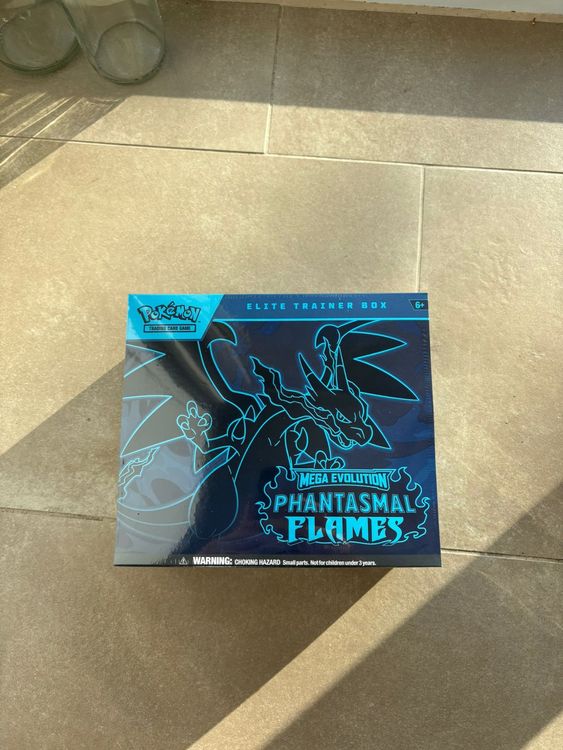 Pokémon
TRADING CARD GAME
ELITE TRAINER BOX
6+
MEGA EVOLUTION
PHANTASMAL
FLAMES
WARNING: CHOKING HAZARD Small parts. Not for children under 3 years.